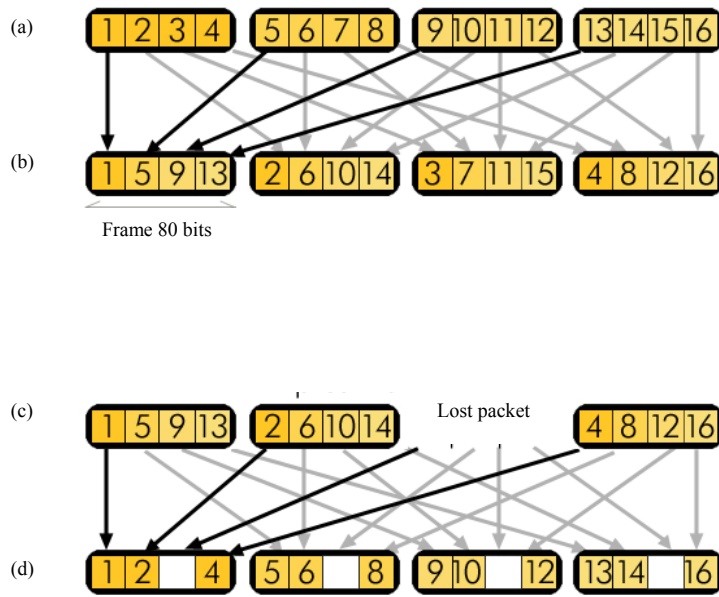 (a) 1 2 3 4 5 6 7 8 9 10 11 12 13 14 15 16
(b) 1 5 9 13 2 6 10 14 3 7 11 15 4 8 12 16
Frame 80 bits
Lost packet
(c) 1 5 9 13 2 6 10 14 4 8 12 16
(d) 1 2 4 5 6 8 9 10 12 13 14 16